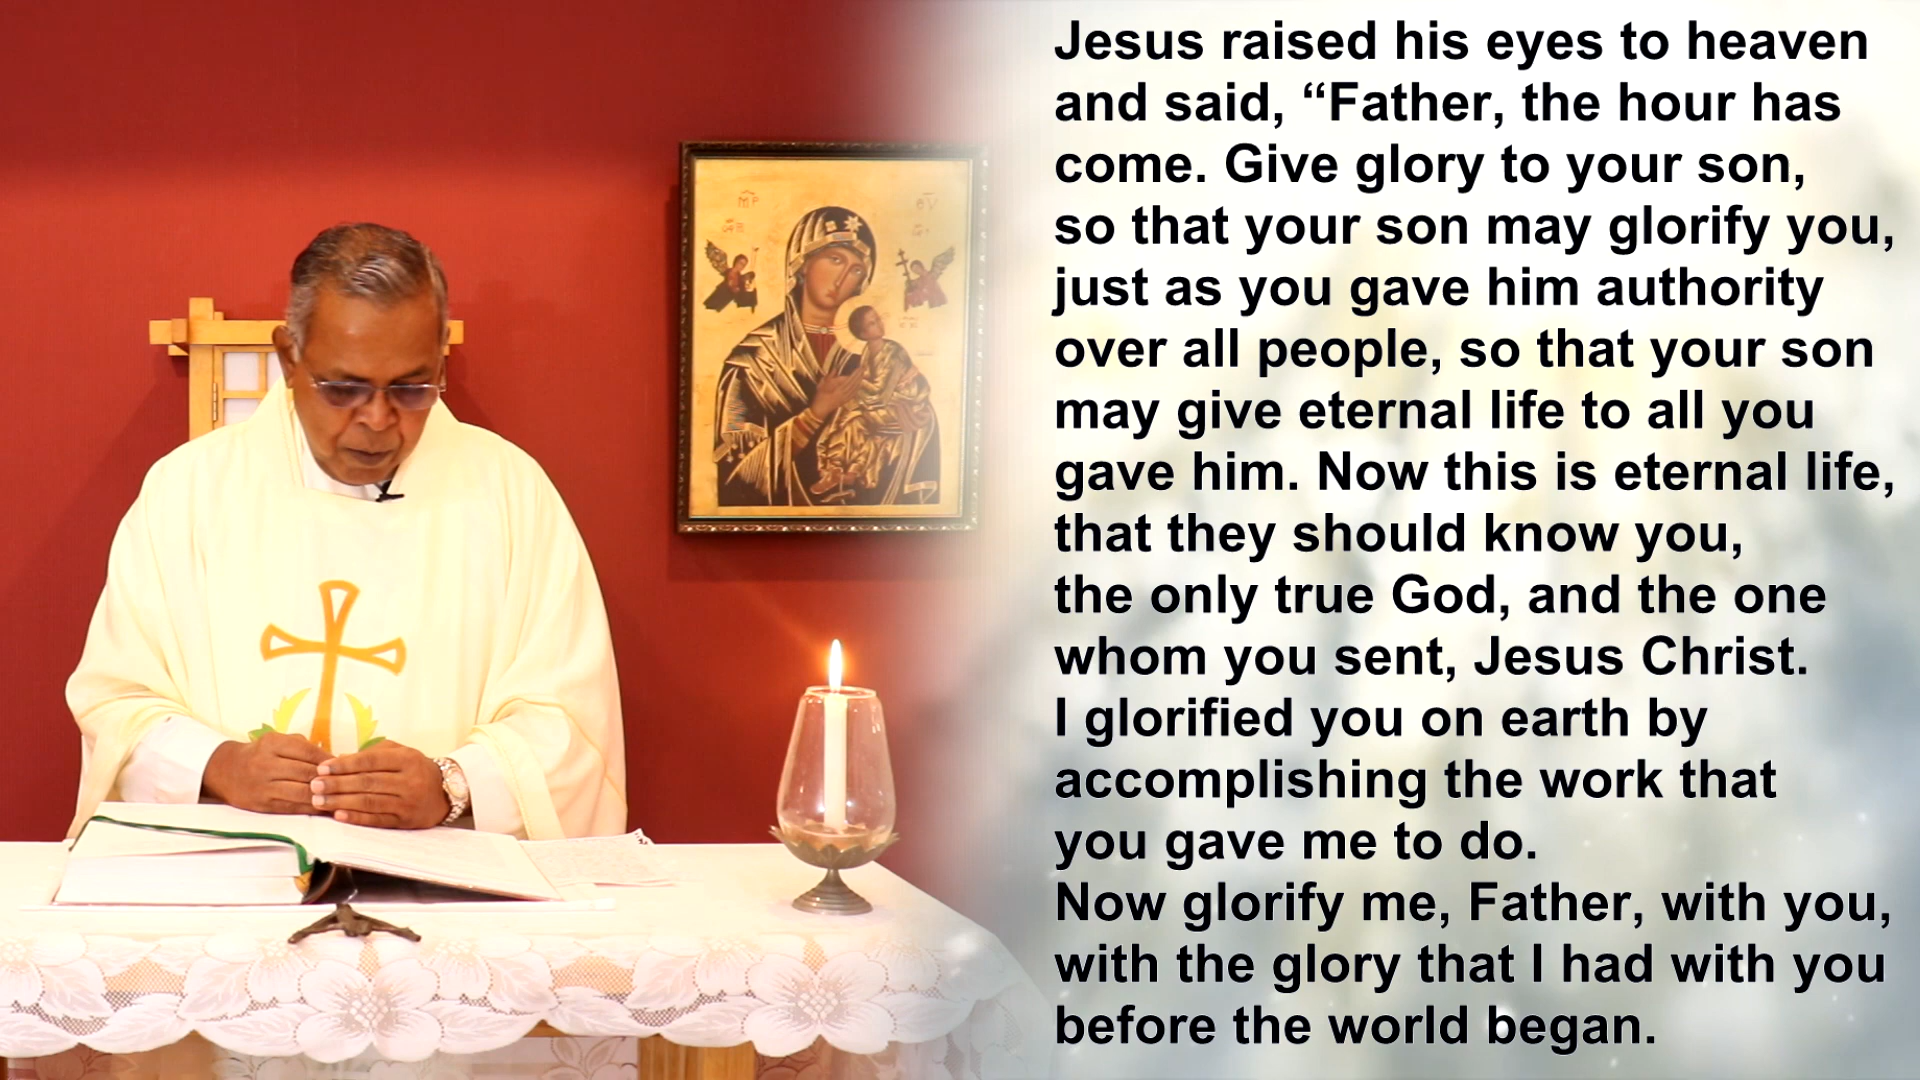 Jesus raised his eyes to heaven
and said, “Father, the hour has
come. Give glory to your son,
so that your son may glorify you,
just as you gave him authority
over all people, so that your son
may give eternal life to all you
gave him. Now this is eternal life,
that they should know you,
the only true God, and the one
whom you sent, Jesus Christ.
I glorified you on earth by
accomplishing the work that
you gave me to do.
Now glorify me, Father, with you,
with the glory that I had with you
before the world began.